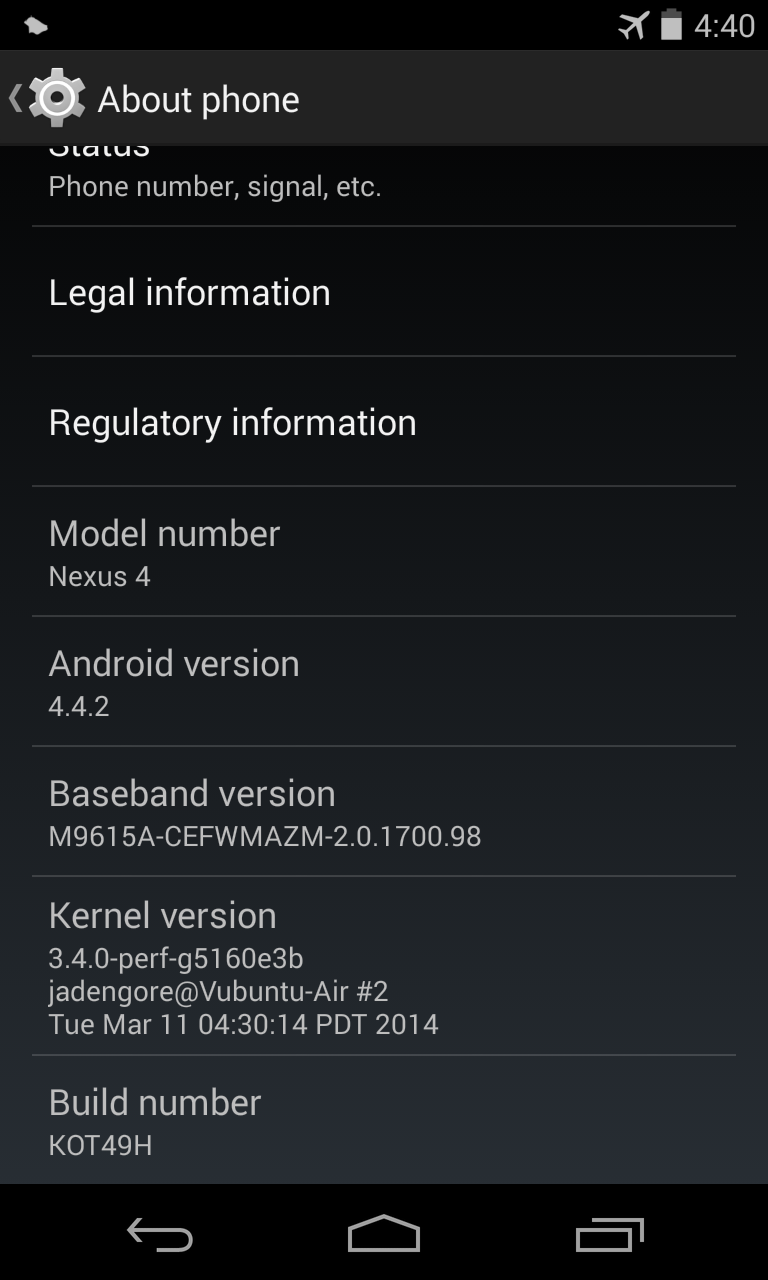 4:40
About phone
Status
Phone number, signal, etc.
Legal information
Regulatory information
Model number
Nexus 4
Android version
4.4.2
Baseband version
M9615A-CEFWMAZM-2.0.1700.98
Kernel version
3.4.0-perf-g5160e3b
jadengore@Vubuntu-Air #2
Tue Mar 11 04:30:14 PDT 2014
Build number
KOT49H